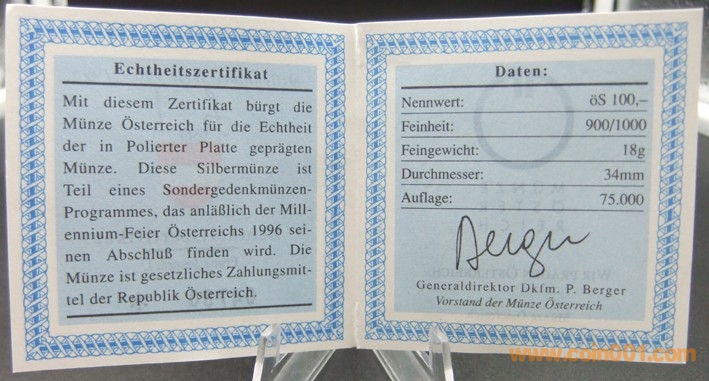 Echtheitszertifikat
Mit diesem Zertifikat bürgt die
Münze Österreich für die Echtheit
der in Polierter Platte geprägten
Münze. Diese Silbermünze ist
Teil eines Sondergedenkmünzen-
Programmes, das anläßlich der Mill-
ennium-Feier Österreichs 1996 sei-
nen Abschluß finden wird. Die
Münze ist gesetzliches Zahlungsmit-
tel der Republik Österreich.
Daten:
Nennwert: öS 100,–
Feinheit: 900/1000
Feingewicht: 18g
Durchmesser: 34mm
Auflage: 75.000
Berger
Generaldirektor Dkfm. P. Berger
Vorstand der Münze Österreich
www.coin001.com